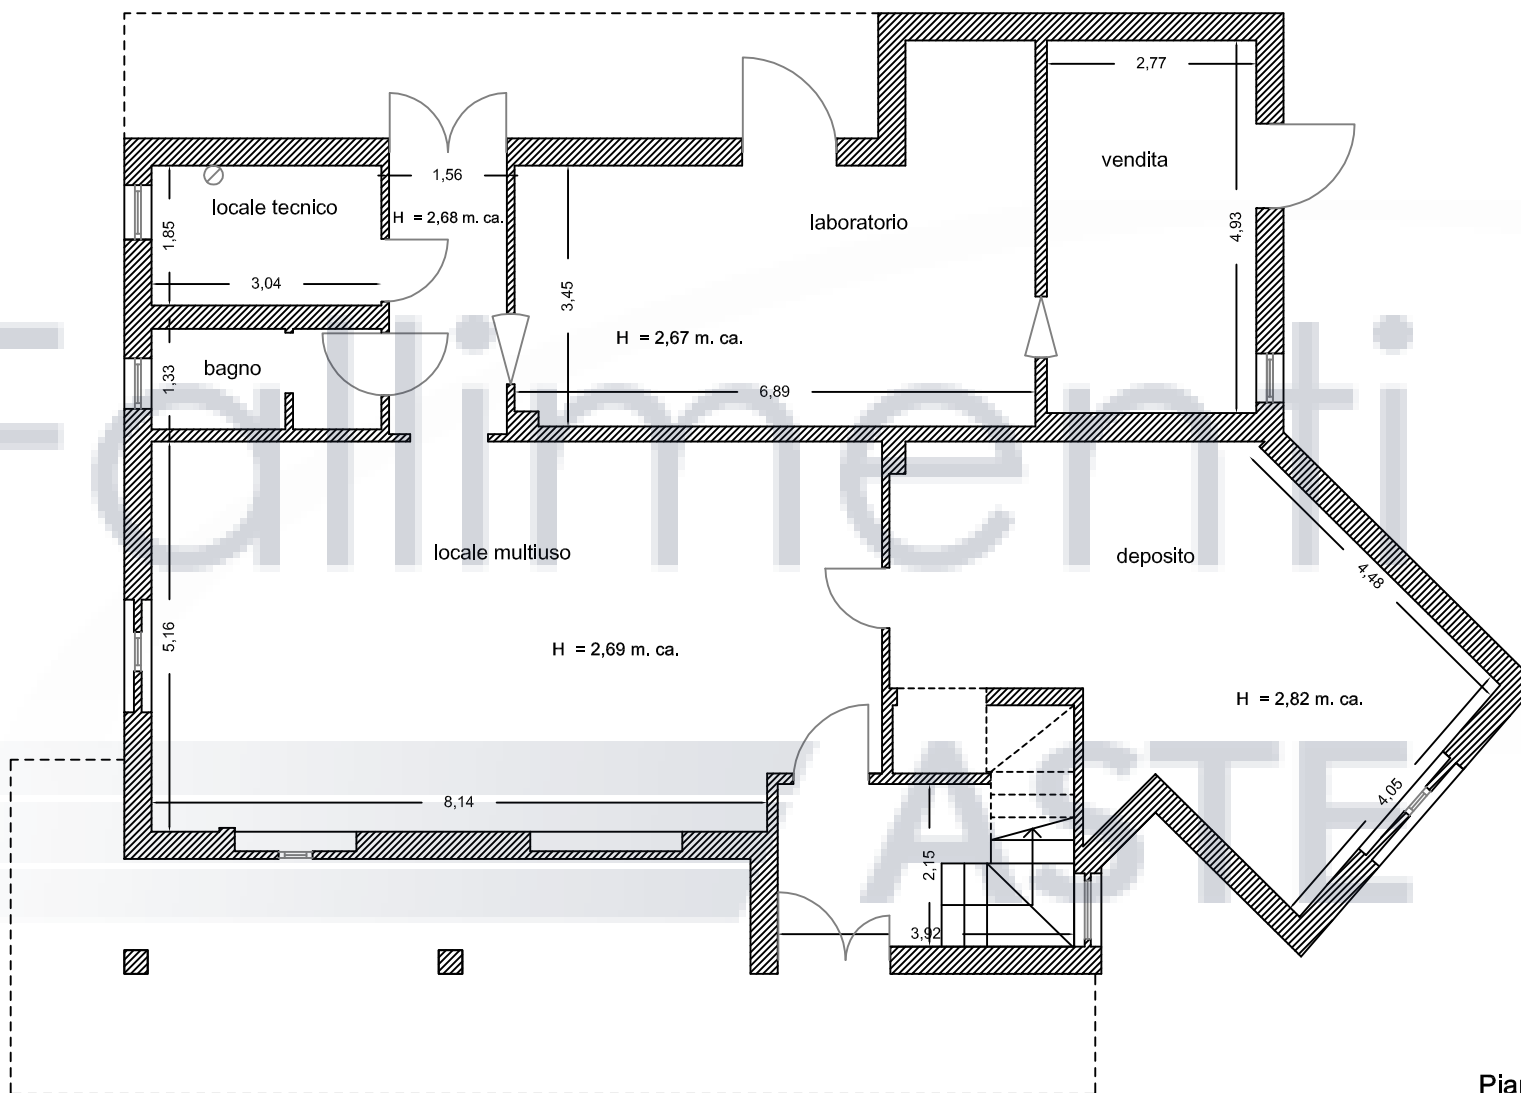 2,77
vendita
1,56
locale tecnico
H = 2,68 m. ca.
laboratorio
1,85
4,93
3,04
3,45
H = 2,67 m. ca.
bagno
1,33
6,89
Fallimenti
locale multiuso
deposito
4,48
5,16
H = 2,69 m. ca.
H = 2,82 m. ca.
ASTE
8,14
4,05
2,15
3,92